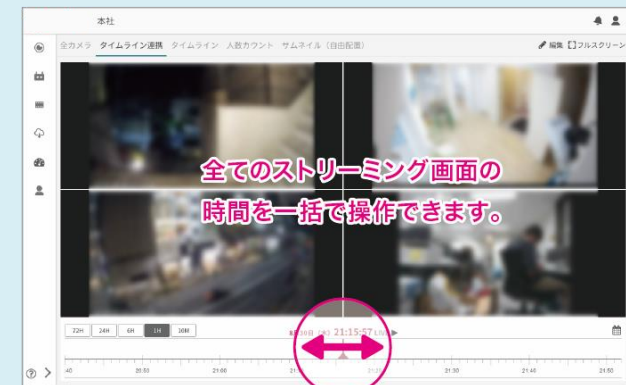 本社
全カメラ タイムライン連携 タイムライン 人数カウント サムネイル（自由配置） 編集 フルスクリーン
全てのストリーミング画面の
時間を一括で操作できます。
72H 24H 6H 1H 10M 21:15:57 LIVE
20:50 21:00 21:30 21:40 21:50